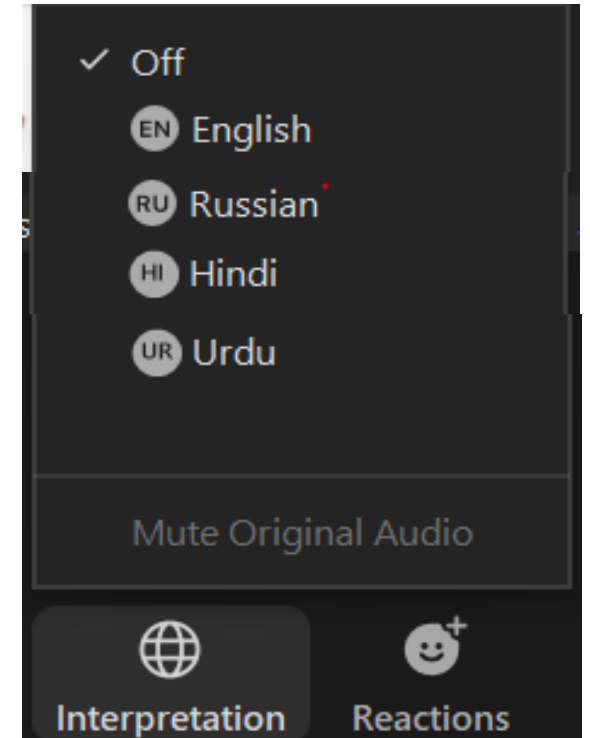 Off
EN English
RU Russian
HI Hindi
UR Urdu
Mute Original Audio
Interpretation Reactions